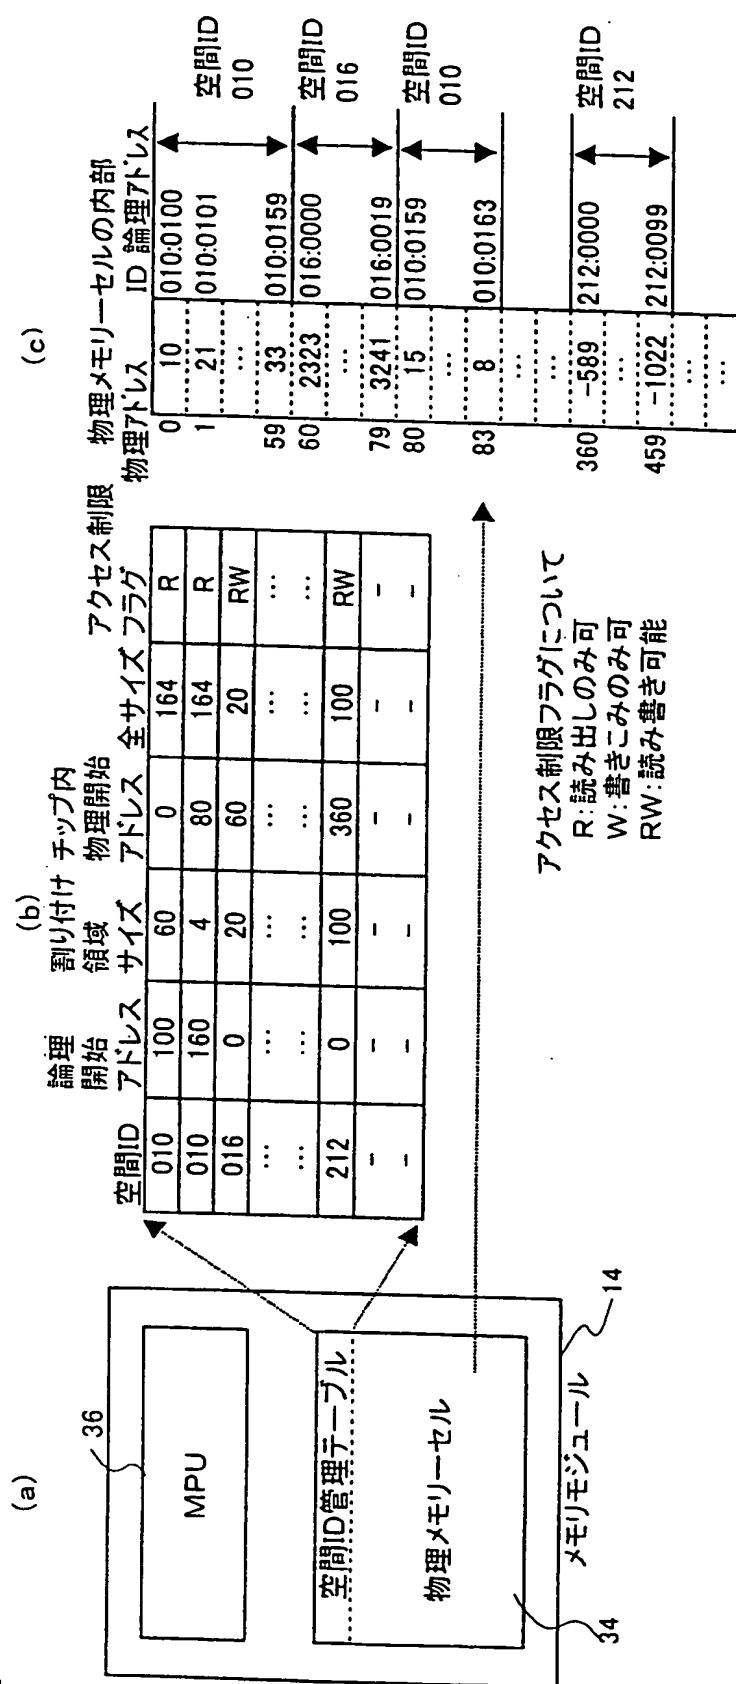 (a)
36
MPU
空間ID管理テーブル
物理メモリーセル
34
14
メモリモジュール
(b)
空間ID
論理
開始
アドレス
割り付け
領域
サイズ
チップ内
物理開始
アドレス
全サイズ
アクセス制限
フラグ
010 100 60 0 164 R
010 160 4 80 164 R
016 0 20 60 20 RW
… … … … … …
… … … … … …
212 0 100 360 100 RW
– – – – – –
– – – – – –
アクセス制限フラグについて
R:読み出しのみ可
W:書きこみのみ可
RW:読み書き可能
(c)
物理メモリーセルの内部
物理アドレス
ID 論理アドレス
0 10 010:0100
1 21 010:0101
…
59 33 010:0159
60 2323 016:0000
…
79 3241 016:0019
80 15 010:0159
…
83 8 010:0163
…
…
360 -589 212:0000
…
459 -1022 212:0099
…
…
空間ID
010
空間ID
016
空間ID
010
空間ID
212